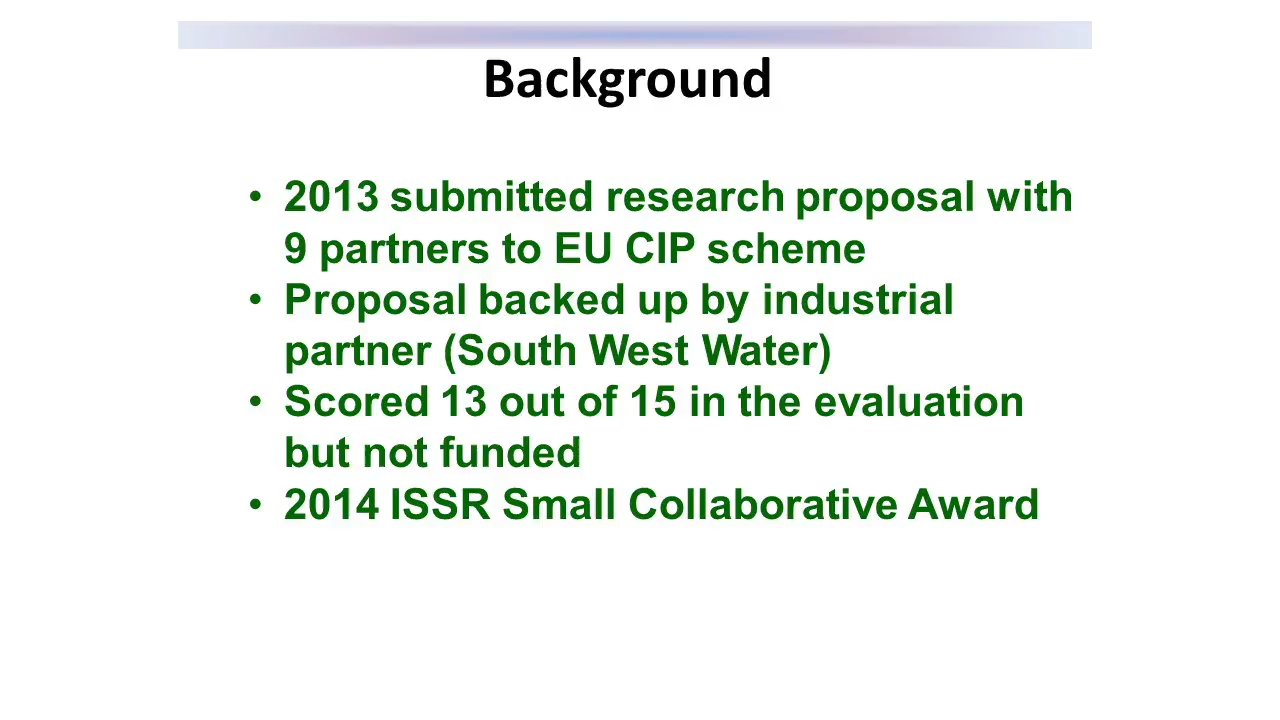 Background
• 2013 submitted research proposal with
9 partners to EU CIP scheme
• Proposal backed up by industrial
partner (South West Water)
• Scored 13 out of 15 in the evaluation
but not funded
• 2014 ISSR Small Collaborative Award